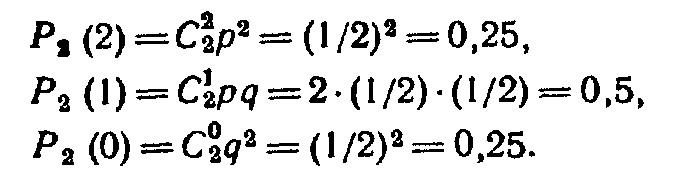 P₂ (2) = C₂²p² = (1/2)² = 0,25,
P₂ (1) = C₂¹pq = 2·(1/2)·(1/2) = 0,5,
P₂ (0) = C₂⁰q² = (1/2)² = 0,25.